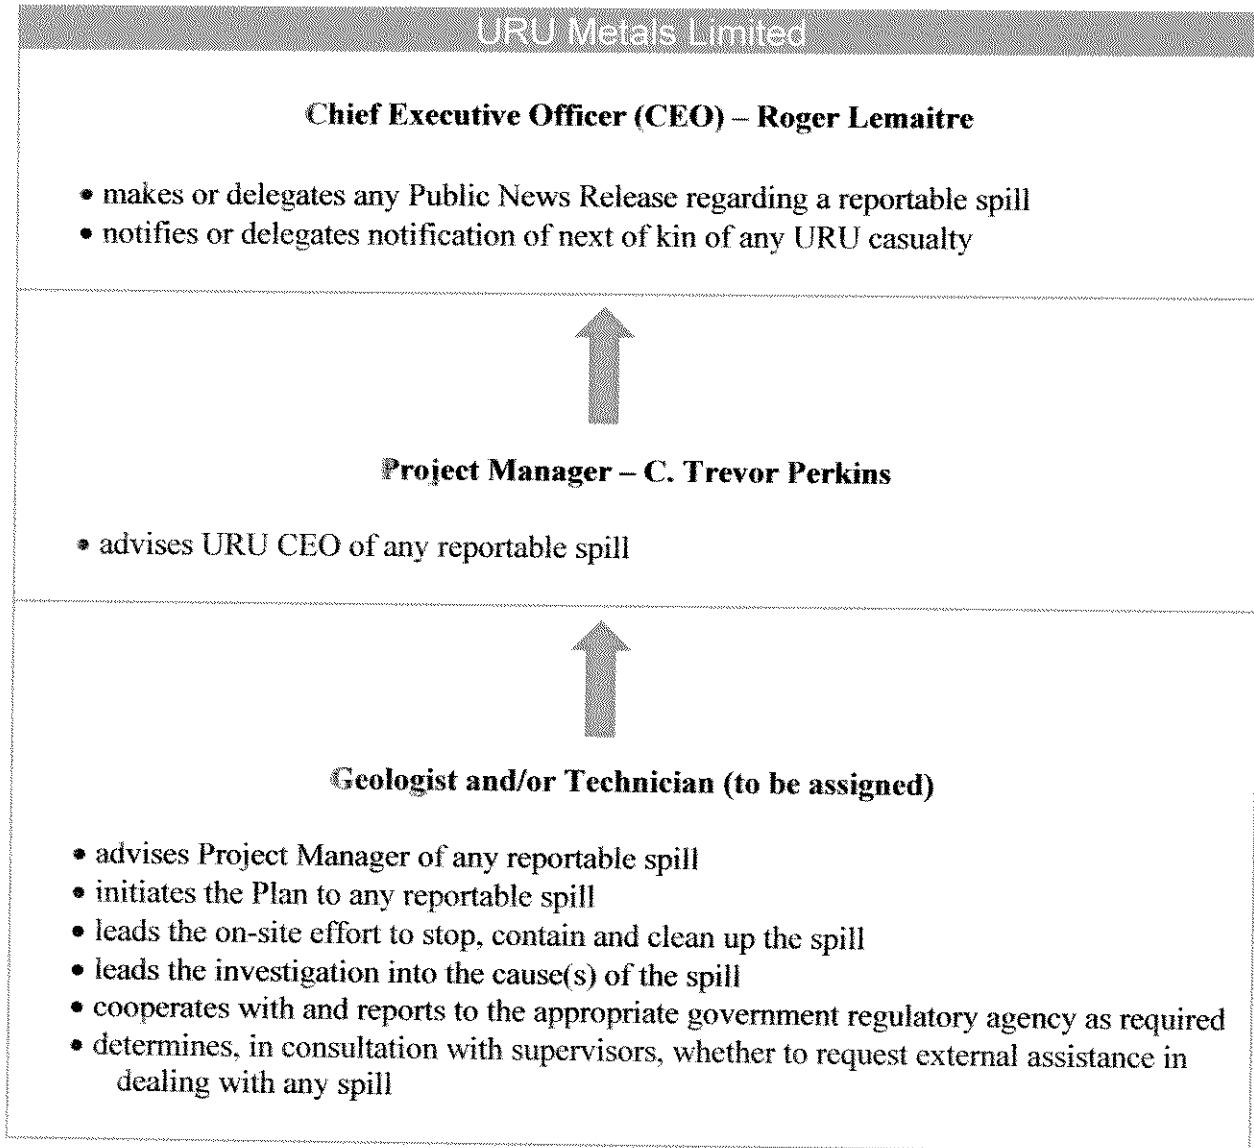 URU Metals Limited
Chief Executive Officer (CEO) – Roger Lemaitre
• makes or delegates any Public News Release regarding a reportable spill
• notifies or delegates notification of next of kin of any URU casualty
Project Manager – C. Trevor Perkins
• advises URU CEO of any reportable spill
Geologist and/or Technician (to be assigned)
• advises Project Manager of any reportable spill
• initiates the Plan to any reportable spill
• leads the on-site effort to stop, contain and clean up the spill
• leads the investigation into the cause(s) of the spill
• cooperates with and reports to the appropriate government regulatory agency as required
• determines, in consultation with supervisors, whether to request external assistance in
dealing with any spill